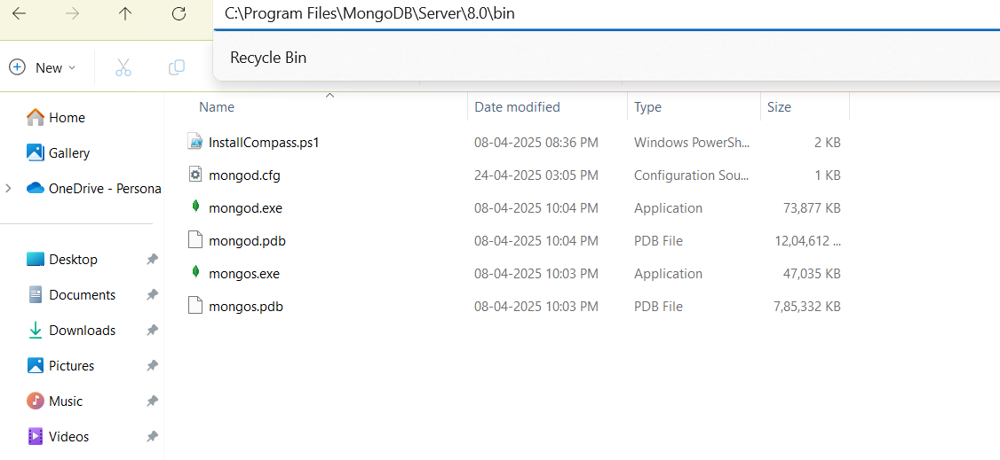 C:\Program Files\MongoDB\Server\8.0\bin
Recycle Bin
New
Name Date modified Type Size
Home
Gallery
OneDrive - Persona
Desktop
Documents
Downloads
Pictures
Music
Videos
InstallCompass.ps1 08-04-2025 08:36 PM Windows PowerSh... 2 KB
mongod.cfg 24-04-2025 03:05 PM Configuration Sou... 1 KB
mongod.exe 08-04-2025 10:04 PM Application 73,877 KB
mongod.pdb 08-04-2025 10:04 PM PDB File 12,04,612 ...
mongos.exe 08-04-2025 10:03 PM Application 47,035 KB
mongos.pdb 08-04-2025 10:03 PM PDB File 7,85,332 KB